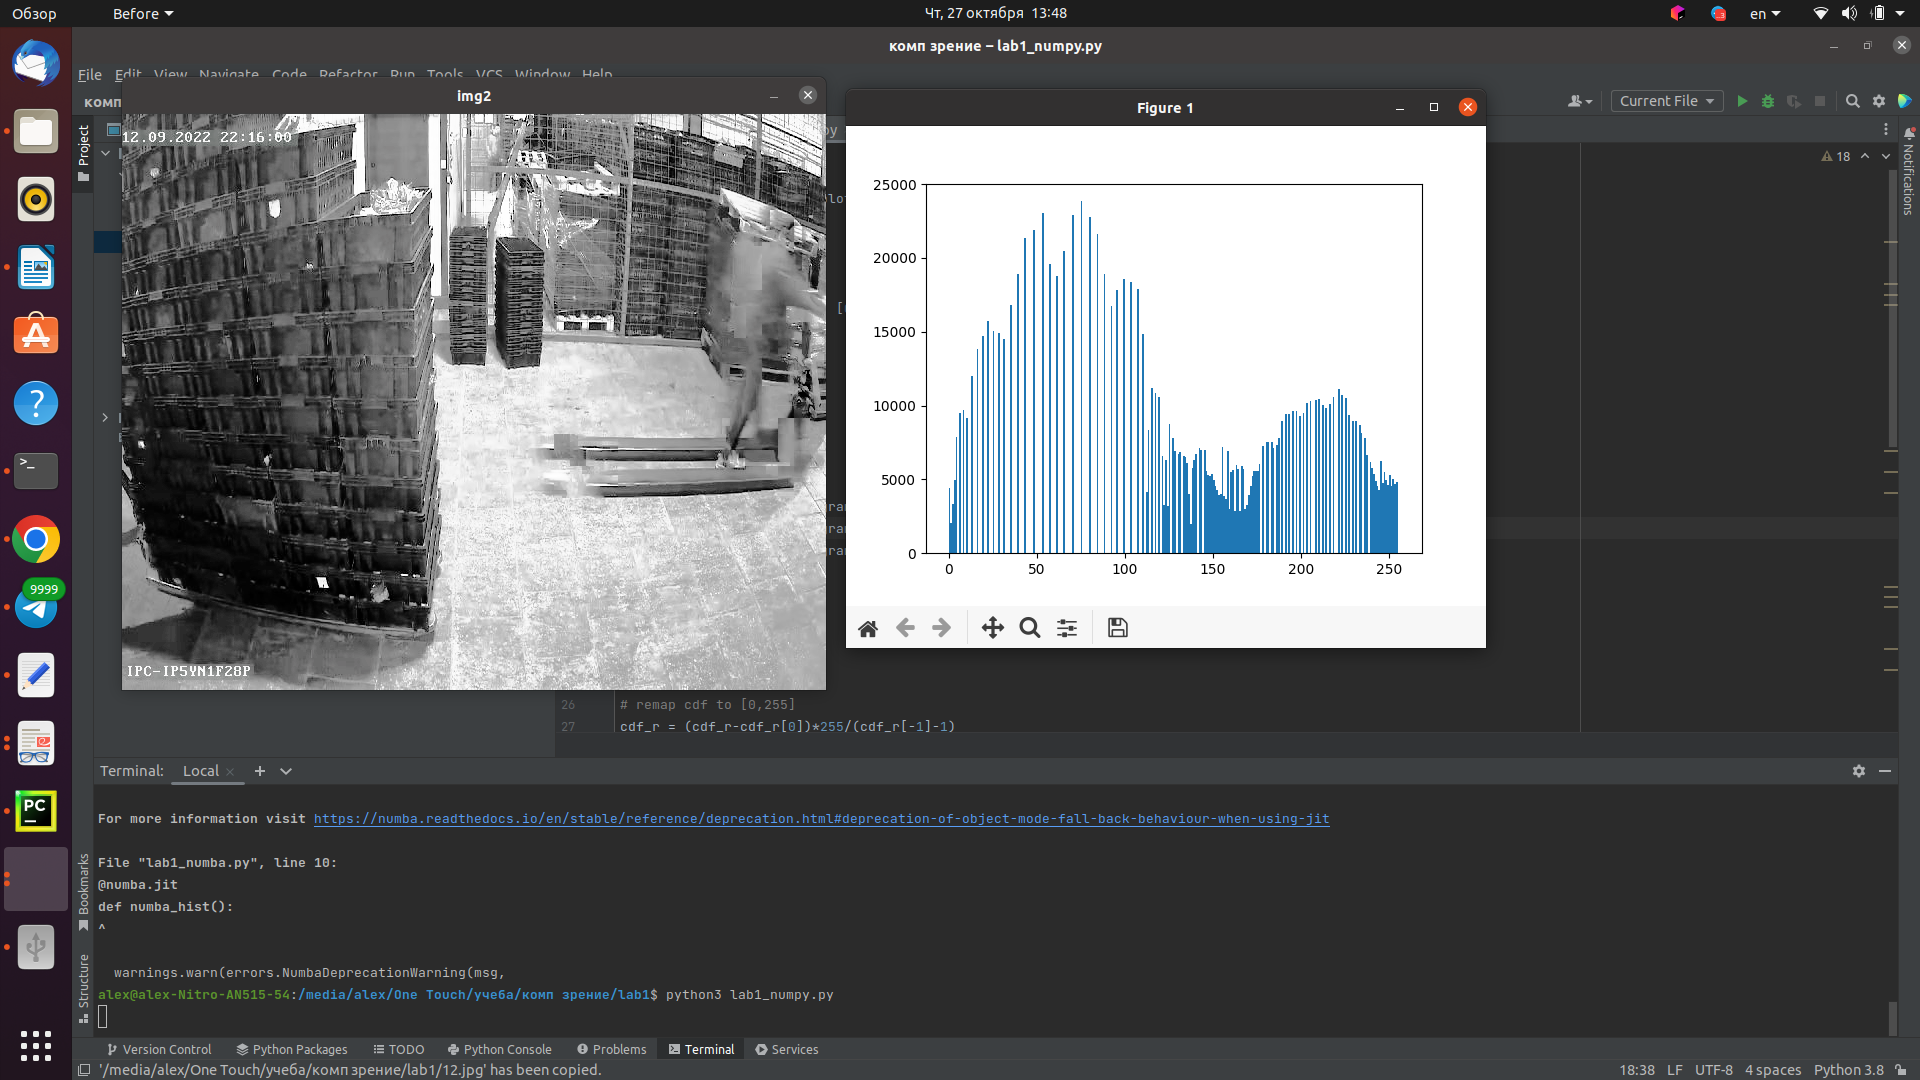 Обзор
Before
Чт, 27 октября 13:48
en
комп зрение – lab1_numpy.py
File Edit View Navigate Code Refactor Run Tools VCS Window Help
комп
img2
Figure 1
Current File
Project
12.09.2022 22:16:00
18
Notifications
25000
20000
15000
10000
5000
0
0 50 100 150 200 250
IPC-IP5YN1F28P
9999
26 # remap cdf to [0,255]
27 cdf_r = (cdf_r-cdf_r[0])*255/(cdf_r[-1]-1)
Terminal: Local
For more information visit https://numba.readthedocs.io/en/stable/reference/deprecation.html#deprecation-of-object-mode-fall-back-behaviour-when-using-jit
File "lab1_numba.py", line 10:
@numba.jit
def numba_hist():
^
warnings.warn(errors.NumbaDeprecationWarning(msg,
alex@alex-Nitro-AN515-54:/media/alex/One Touch/учеба/комп зрение/lab1$ python3 lab1_numpy.py
Bookmarks
Structure
PC
Version Control Python Packages TODO Python Console Problems Terminal Services
'/media/alex/One Touch/учеба/комп зрение/lab1/12.jpg' has been copied.
18:38 LF UTF-8 4 spaces Python 3.8